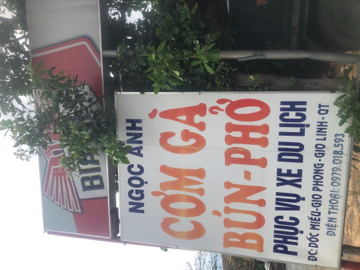 BIA
NGỌC ANH
CƠM GÀ
BÚN-PHỞ
PHỤC VỤ XE DU LỊCH
ĐC: DỐC MIẾU-GIO PHONG-GIO LINH-QT
ĐIỆN THOẠI: 0979.018.593